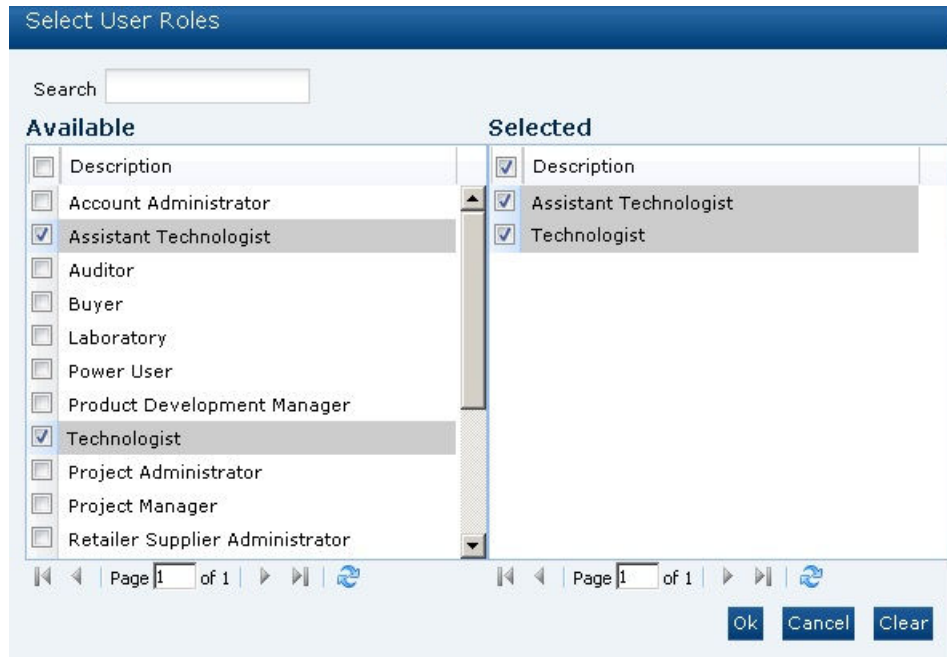 Select User Roles
Search
Available
Selected
Description
Account Administrator
Assistant Technologist
Auditor
Buyer
Laboratory
Power User
Product Development Manager
Technologist
Project Administrator
Project Manager
Retailer Supplier Administrator
Page 1 of 1
Description
Assistant Technologist
Technologist
Page 1 of 1
Ok Cancel Clear